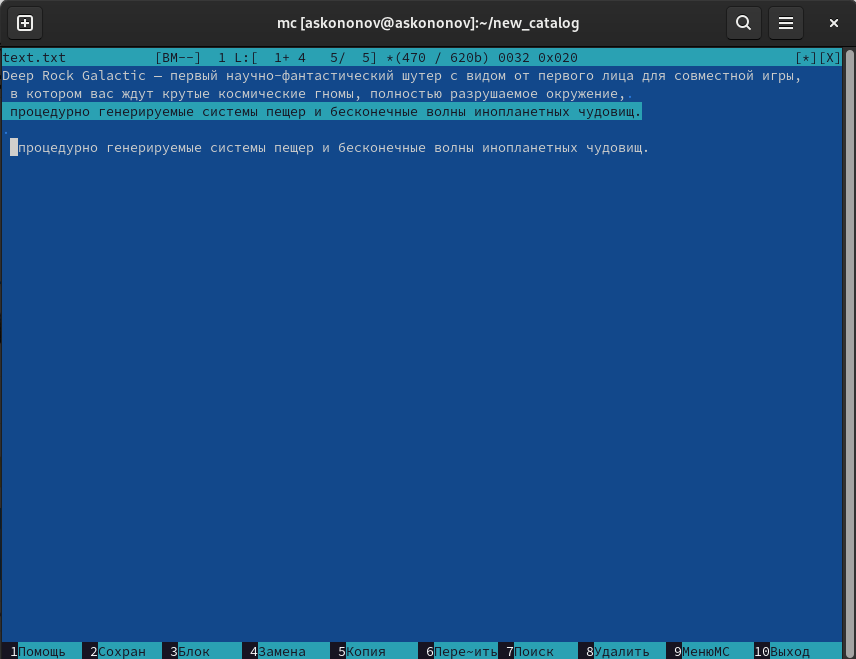 mc [askononov@askononov]:~/new_catalog
text.txt [BM--] 1 L:[ 1+ 4 5/ 5] *(470 / 620b) 0032 0x020 [*][X]
Deep Rock Galactic — первый научно-фантастический шутер с видом от первого лица для совместной игры,
в котором вас ждут крутые космические гномы, полностью разрушаемое окружение,.
процедурно генерируемые системы пещер и бесконечные волны инопланетных чудовищ.
.
процедурно генерируемые системы пещер и бесконечные волны инопланетных чудовищ.
1Помощь 2Сохран 3Блок 4Замена 5Копия 6Пере~ить 7Поиск 8Удалить 9МенюMC 10Выход